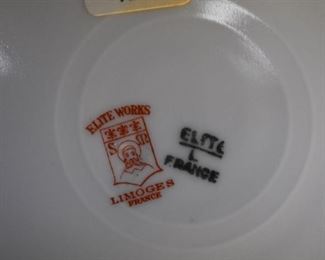 ELITE WORKS
S M
LIMOGES
FRANCE
ELITE
L
FRANCE